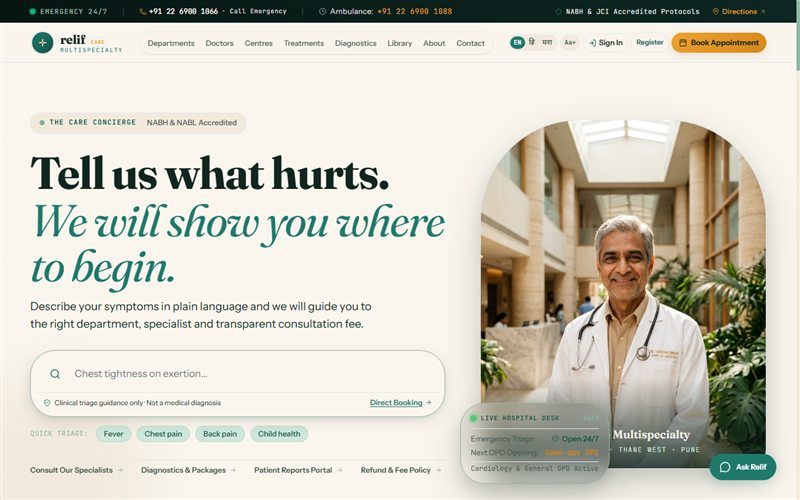 EMERGENCY 24/7
+91 22 6900 1066 · Call Emergency
Ambulance: +91 22 6900 1088
NABH & JCI Accredited Protocols
Directions ↗
relif CARE
MULTISPECIALTY
Departments Doctors Centres Treatments Diagnostics Library About Contact
EN हि मरा
Aa+
Sign In
Register
Book Appointment
THE CARE CONCIERGE · NABH & NABL Accredited
Tell us what hurts.
We will show you where
to begin.
Describe your symptoms in plain language and we will guide you to
the right department, specialist and transparent consultation fee.
Chest tightness on exertion...
Clinical triage guidance only · Not a medical diagnosis
Direct Booking →
QUICK TRIAGE: Fever Chest pain Back pain Child health
Consult Our Specialists → Diagnostics & Packages → Patient Reports Portal → Refund & Fee Policy →
LIVE HOSPITAL DESK 24/7
Emergency Triage: Open 24/7
Next OPD Opening: Same-day OPD
Cardiology & General OPD Active
Multispecialty
· THANE WEST · PUNE
Ask Relif